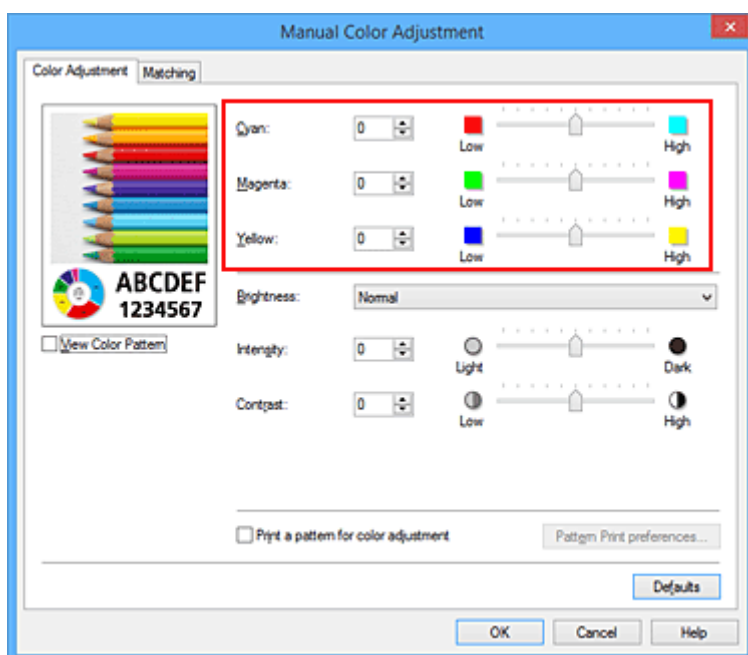 Manual Color Adjustment
Color Adjustment Matching
Cyan: 0 Low High
Magenta: 0 Low High
Yellow: 0 Low High
ABCDEF
1234567
View Color Pattern
Brightness: Normal
Intensity: 0 Light Dark
Contrast: 0 Low High
Print a pattern for color adjustment Pattern Print preferences...
Defaults
OK Cancel Help